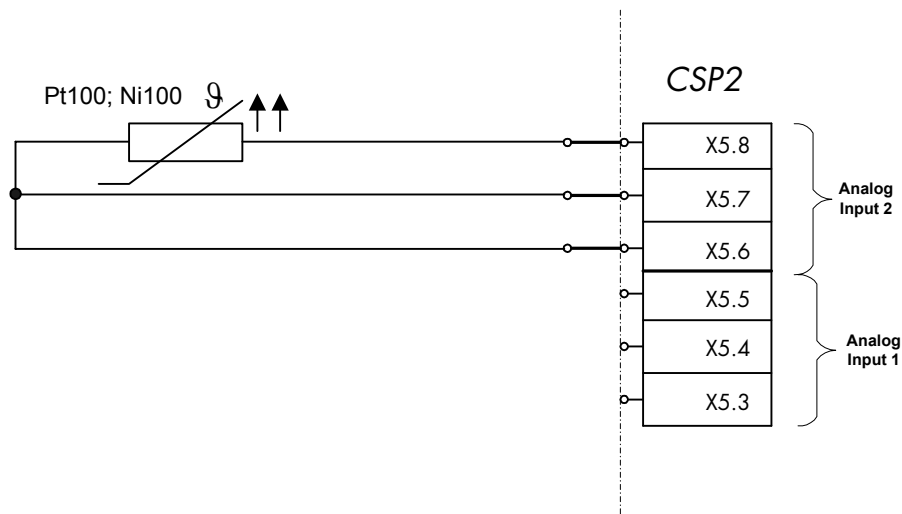 CSP2
Pt100; Ni100 ϑ
X5.8
X5.7
X5.6
X5.5
X5.4
X5.3
Analog
Input 2
Analog
Input 1